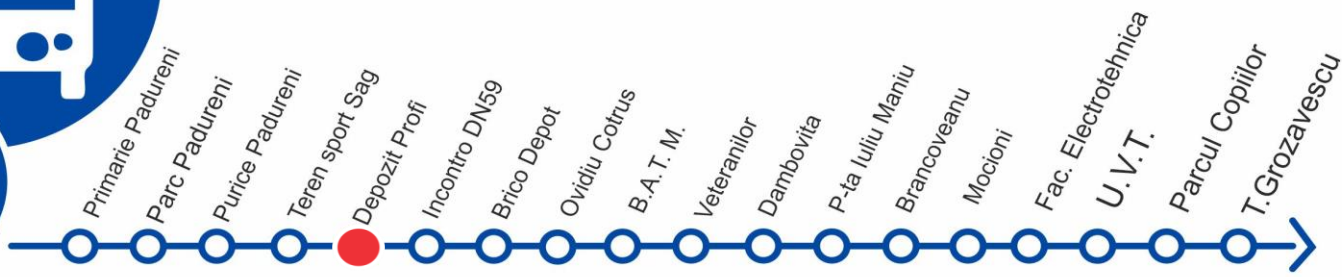 Primarie Padureni
Parc Padureni
Purice Padureni
Teren sport Sag
Depozit Profi
Incontro DN59
Brico Depot
Ovidiu Cotrus
B.A.T.M.
Veteranilor
Dambovita
P-ta Iuliu Maniu
Brancoveanu
Mocioni
Fac. Electrotehnica
U.V.T.
Parcul Copiilor
T.Grozavescu